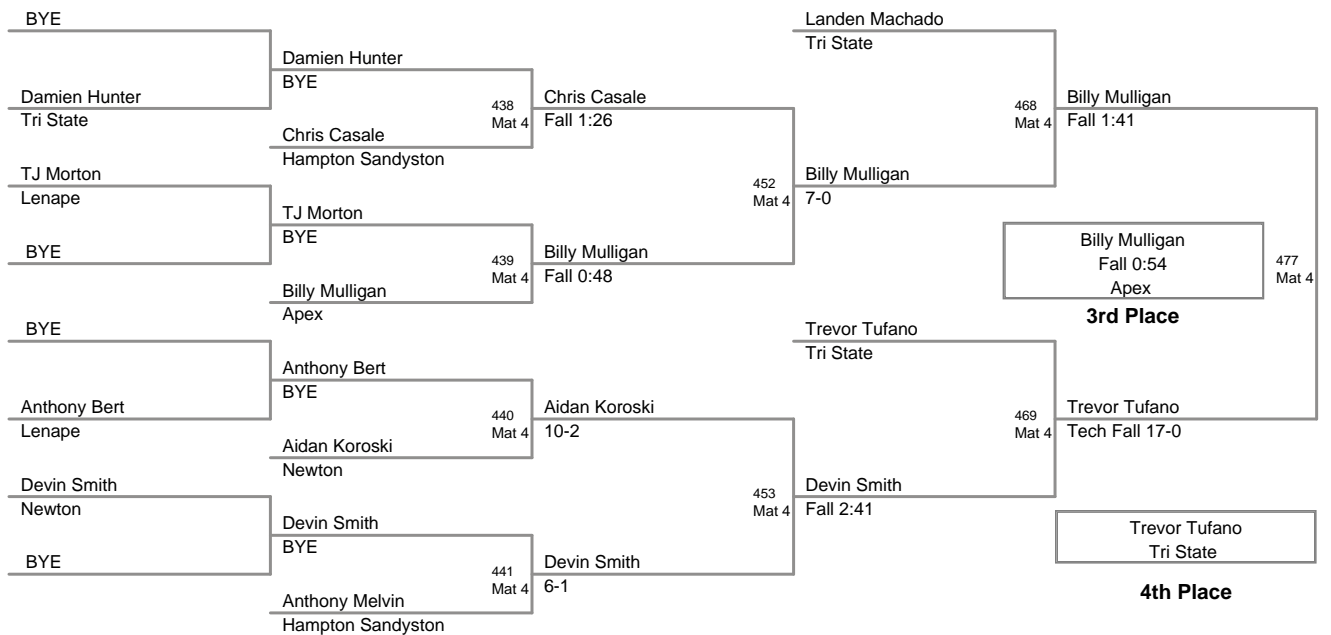 BYE
Damien Hunter
Tri State
TJ Morton
Lenape
BYE
BYE
Anthony Bert
Lenape
Devin Smith
Newton
BYE
Damien Hunter
BYE
438
Mat 4
Chris Casale
Hampton Sandyston
TJ Morton
BYE
439
Mat 4
Billy Mulligan
Apex
Anthony Bert
BYE
440
Mat 4
Aidan Koroski
Newton
Devin Smith
BYE
441
Mat 4
Anthony Melvin
Hampton Sandyston
Chris Casale
Fall 1:26
452
Mat 4
Billy Mulligan
Fall 0:48
Aidan Koroski
10-2
453
Mat 4
Devin Smith
6-1
Landen Machado
Tri State
468
Mat 4
Billy Mulligan
7-0
Trevor Tufano
Tri State
469
Mat 4
Devin Smith
Fall 2:41
Billy Mulligan
Fall 1:41
Billy Mulligan
Fall 0:54
Apex
477
Mat 4
3rd Place
Trevor Tufano
Tech Fall 17-0
Trevor Tufano
Tri State
4th Place